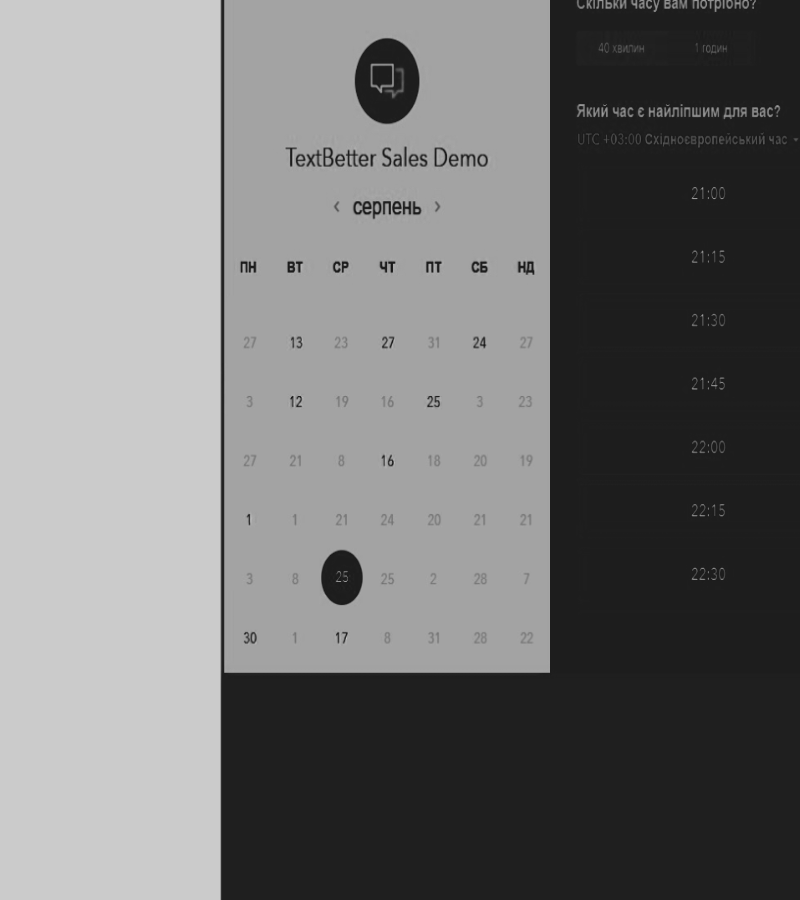 TextBetter Sales Demo
‹ серпень ›
ПН ВТ СР ЧТ ПТ СБ НД
27 13 23 27 31 24 27
3 12 19 16 25 3 23
27 21 8 16 18 20 19
1 1 21 24 20 21 21
3 8 25 25 2 28 7
30 1 17 8 31 28 22
Скільки часу вам потрібно?
40 хвилин 1 годин
Який час є найліпшим для вас?
UTC +03:00 Східноєвропейський час
21:00
21:15
21:30
21:45
22:00
22:15
22:30